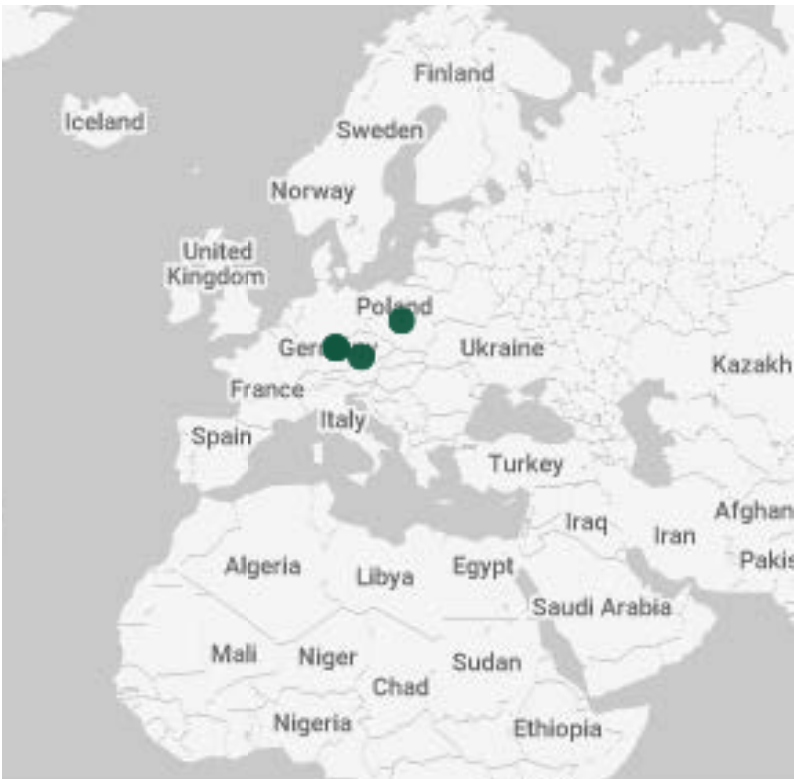 Finland
Iceland
Sweden
Norway
United
Kingdom
Poland
Germany
Ukraine
Kazakh
France
Italy
Spain
Turkey
Afghan
Iraq
Iran
Pakis
Algeria
Libya
Egypt
Saudi Arabia
Mali
Niger
Sudan
Chad
Nigeria
Ethiopia